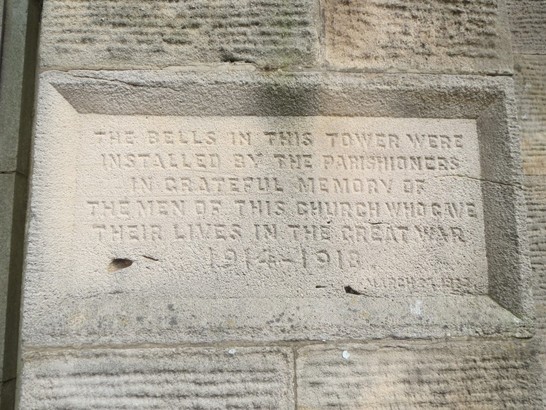 THE BELLS IN THIS TOWER WERE
INSTALLED BY THE PARISHIONERS
IN GRATEFUL MEMORY OF
THE MEN OF THIS CHURCH WHO GAVE
THEIR LIVES IN THE GREAT WAR
1914-1918
MARCH